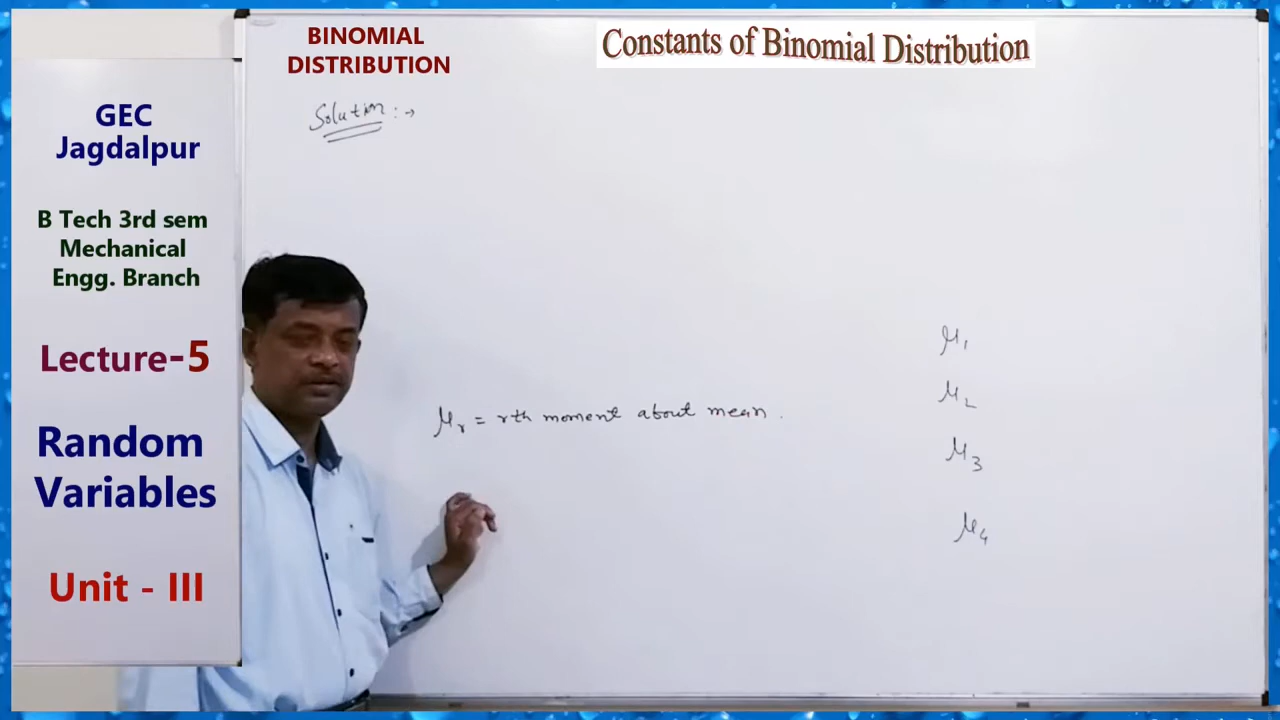 BINOMIAL
DISTRIBUTION
Constants of Binomial Distribution
Solution :→
GEC
Jagdalpur
B Tech 3rd sem
Mechanical
Engg. Branch
Lecture-5
Random
Variables
Unit - III
μr = rth moment about mean.
μ1
μ2
μ3
μ4